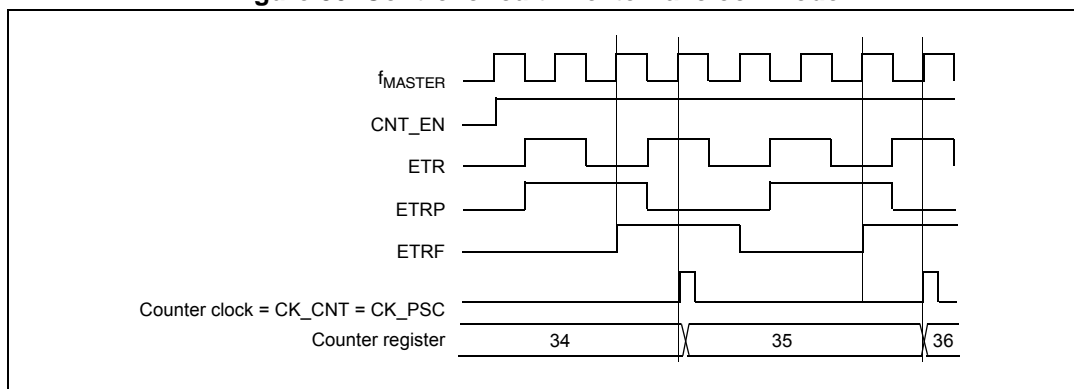 f_MASTER
CNT_EN
ETR
ETRP
ETRF
Counter clock = CK_CNT = CK_PSC
Counter register 34 35 36